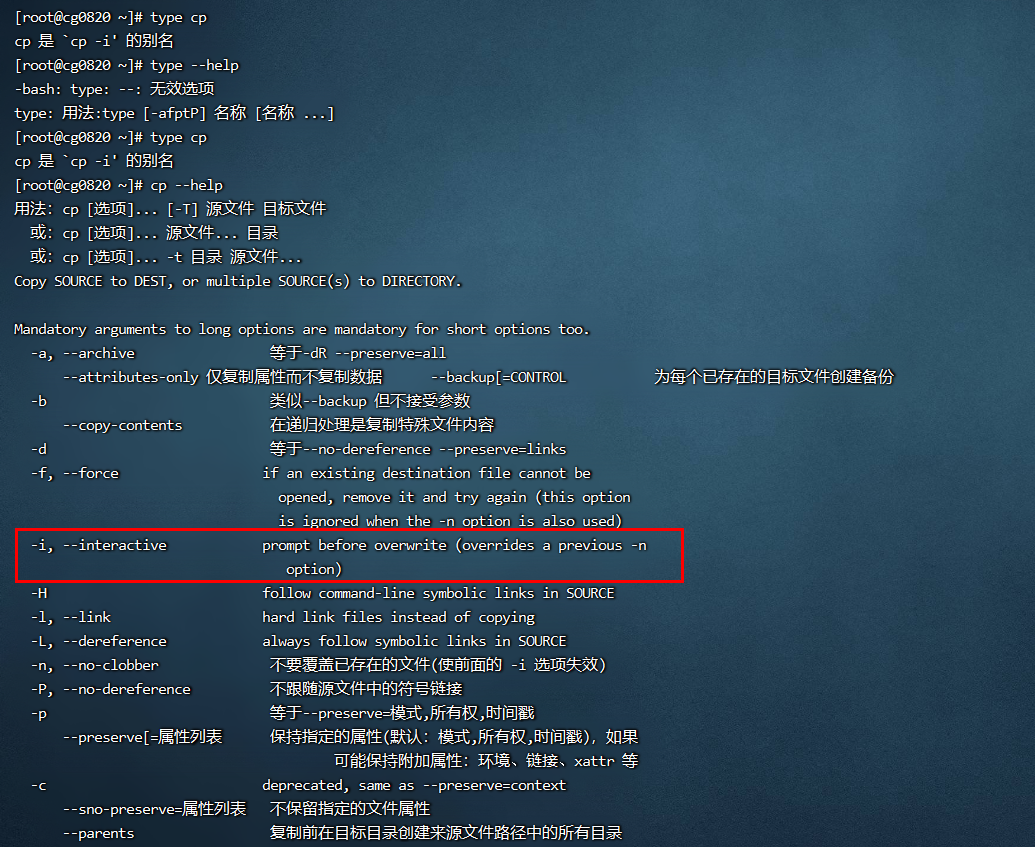 [root@cg0820 ~]# type cp
cp 是 `cp -i' 的别名
[root@cg0820 ~]# type --help
-bash: type: --: 无效选项
type: 用法:type [-afptP] 名称 [名称 ...]
[root@cg0820 ~]# type cp
cp 是 `cp -i' 的别名
[root@cg0820 ~]# cp --help
用法: cp [选项]... [-T] 源文件 目标文件
  或: cp [选项]... 源文件... 目录
  或: cp [选项]... -t 目录 源文件...
Copy SOURCE to DEST, or multiple SOURCE(s) to DIRECTORY.

Mandatory arguments to long options are mandatory for short options too.
  -a, --archive                 等于-dR --preserve=all
      --attributes-only 仅复制属性而不复制数据      --backup[=CONTROL           为每个已存在的目标文件创建备份
  -b                            类似--backup 但不接受参数
      --copy-contents           在递归处理是复制特殊文件内容
  -d                            等于--no-dereference --preserve=links
  -f, --force                  if an existing destination file cannot be
                                 opened, remove it and try again (this option
                                 is ignored when the -n option is also used)
  -i, --interactive            prompt before overwrite (overrides a previous -n
                                  option)
  -H                           follow command-line symbolic links in SOURCE
  -l, --link                   hard link files instead of copying
  -L, --dereference            always follow symbolic links in SOURCE
  -n, --no-clobber              不要覆盖已存在的文件(使前面的 -i 选项失效)
  -P, --no-dereference          不跟随源文件中的符号链接
  -p                            等于--preserve=模式,所有权,时间戳
      --preserve[=属性列表      保持指定的属性(默认: 模式,所有权,时间戳), 如果
                                        可能保持附加属性: 环境、链接、xattr 等
  -c                           deprecated, same as --preserve=context
      --sno-preserve=属性列表   不保留指定的文件属性
      --parents                 复制前在目标目录创建来源文件路径中的所有目录